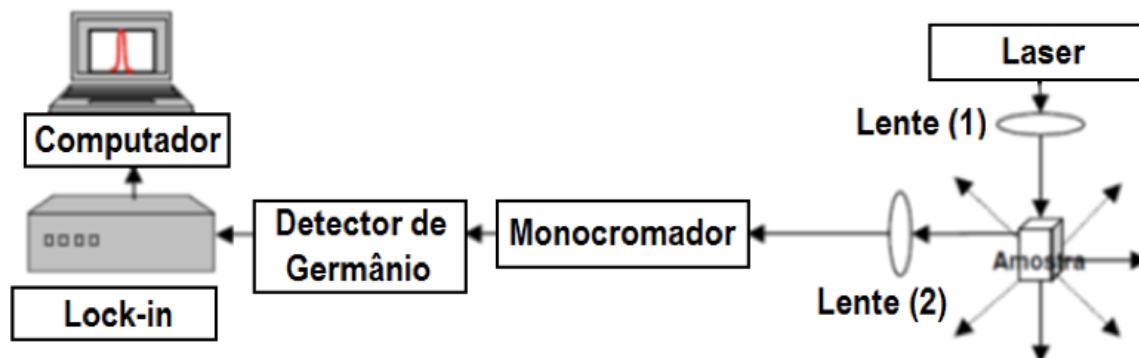 Laser
Lente (1)
Computador
Detector de
Germânio
Monocromador
Amostra
Lente (2)
Lock-in